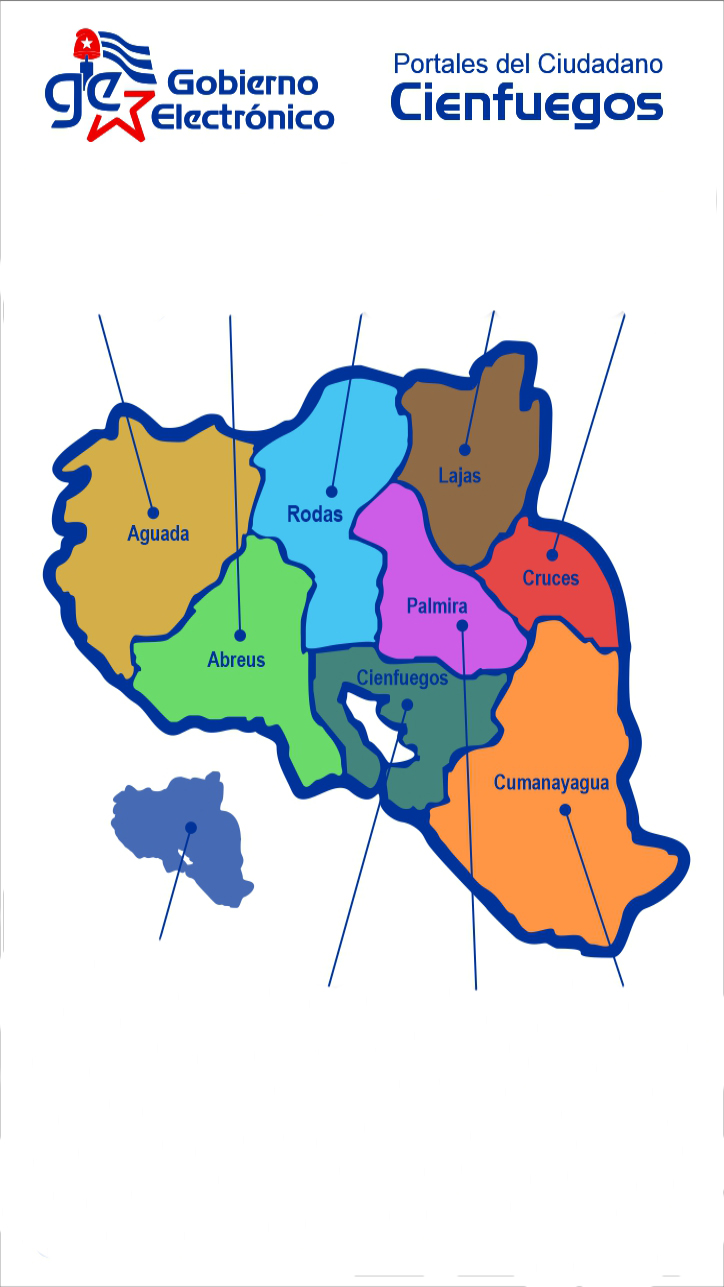 ge Gobierno
Electrónico
Portales del Ciudadano
Cienfuegos
Lajas
Rodas
Aguada
Cruces
Palmira
Abreus
Cienfuegos
Cumanayagua